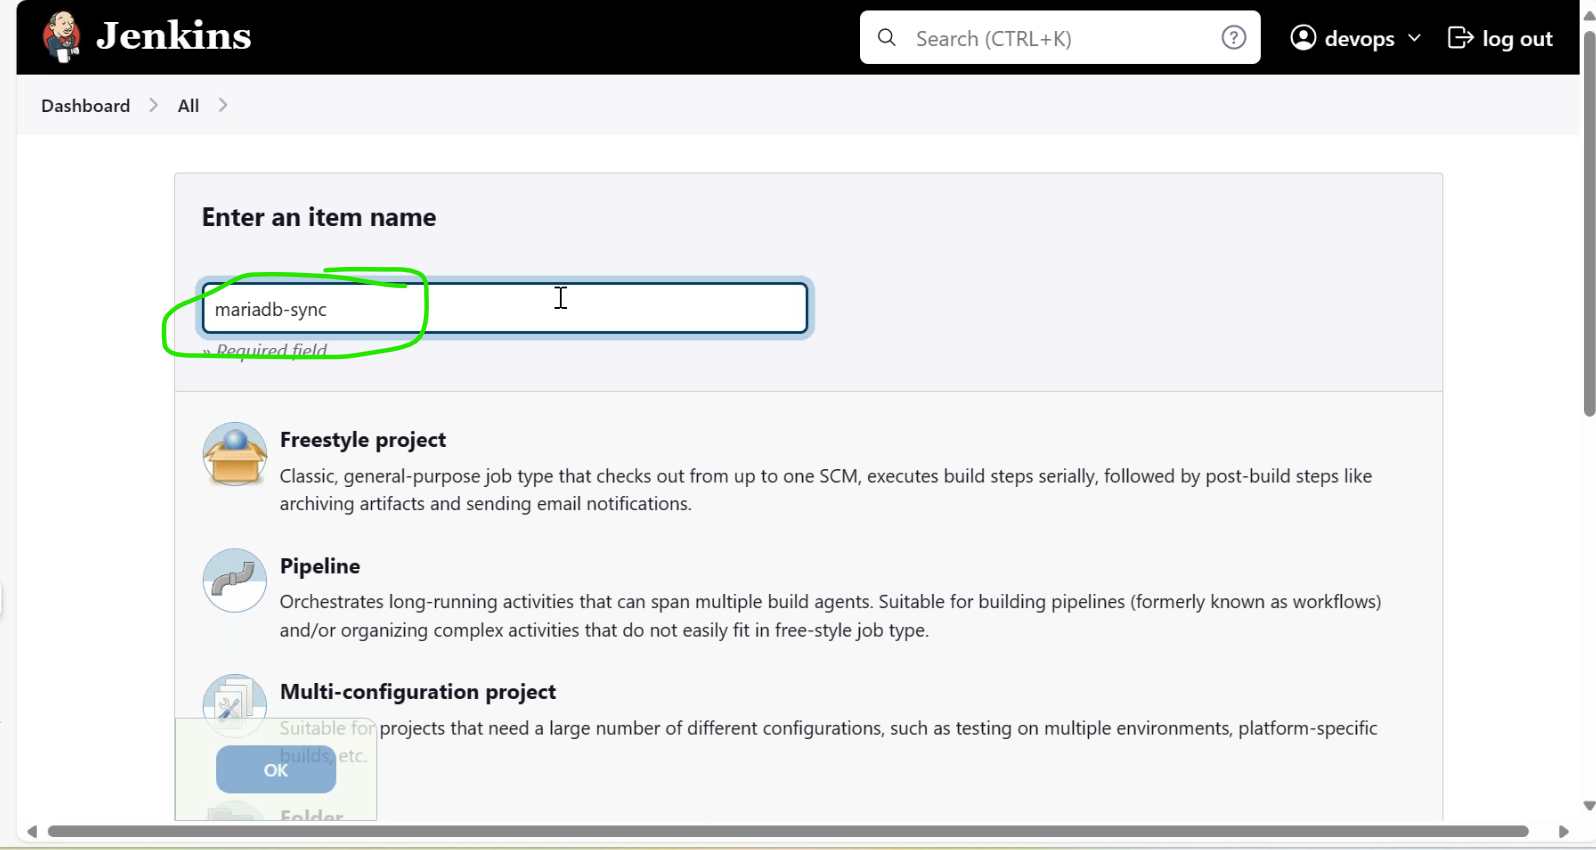 Jenkins
Search (CTRL+K)
?
devops
log out
Dashboard
All
Enter an item name
mariadb-sync
» Required field
Freestyle project
Classic, general-purpose job type that checks out from up to one SCM, executes build steps serially, followed by post-build steps like
archiving artifacts and sending email notifications.
Pipeline
Orchestrates long-running activities that can span multiple build agents. Suitable for building pipelines (formerly known as workflows)
and/or organizing complex activities that do not easily fit in free-style job type.
Multi-configuration project
Suitable for projects that need a large number of different configurations, such as testing on multiple environments, platform-specific
builds, etc.
OK
Folder